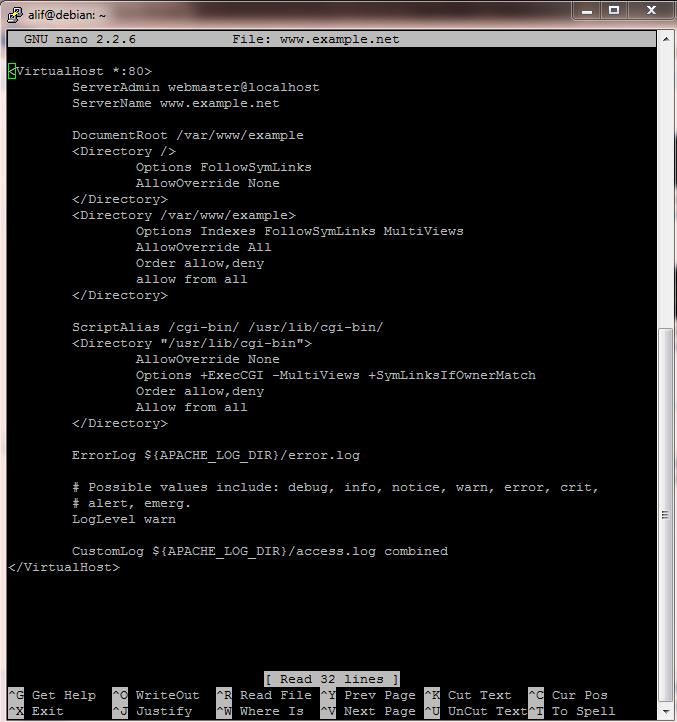 alif@debian: ~
GNU nano 2.2.6 File: www.example.net
<VirtualHost *:80>
        ServerAdmin webmaster@localhost
        ServerName www.example.net

        DocumentRoot /var/www/example
        <Directory />
                Options FollowSymLinks
                AllowOverride None
        </Directory>
        <Directory /var/www/example>
                Options Indexes FollowSymLinks MultiViews
                AllowOverride All
                Order allow,deny
                allow from all
        </Directory>

        ScriptAlias /cgi-bin/ /usr/lib/cgi-bin/
        <Directory "/usr/lib/cgi-bin">
                AllowOverride None
                Options +ExecCGI -MultiViews +SymLinksIfOwnerMatch
                Order allow,deny
                Allow from all
        </Directory>

        ErrorLog ${APACHE_LOG_DIR}/error.log

        # Possible values include: debug, info, notice, warn, error, crit,
        # alert, emerg.
        LogLevel warn

        CustomLog ${APACHE_LOG_DIR}/access.log combined
</VirtualHost>
[ Read 32 lines ]
^G Get Help ^O WriteOut ^R Read File ^Y Prev Page ^K Cut Text ^C Cur Pos
^X Exit ^J Justify ^W Where Is ^V Next Page ^U UnCut Text ^T To Spell